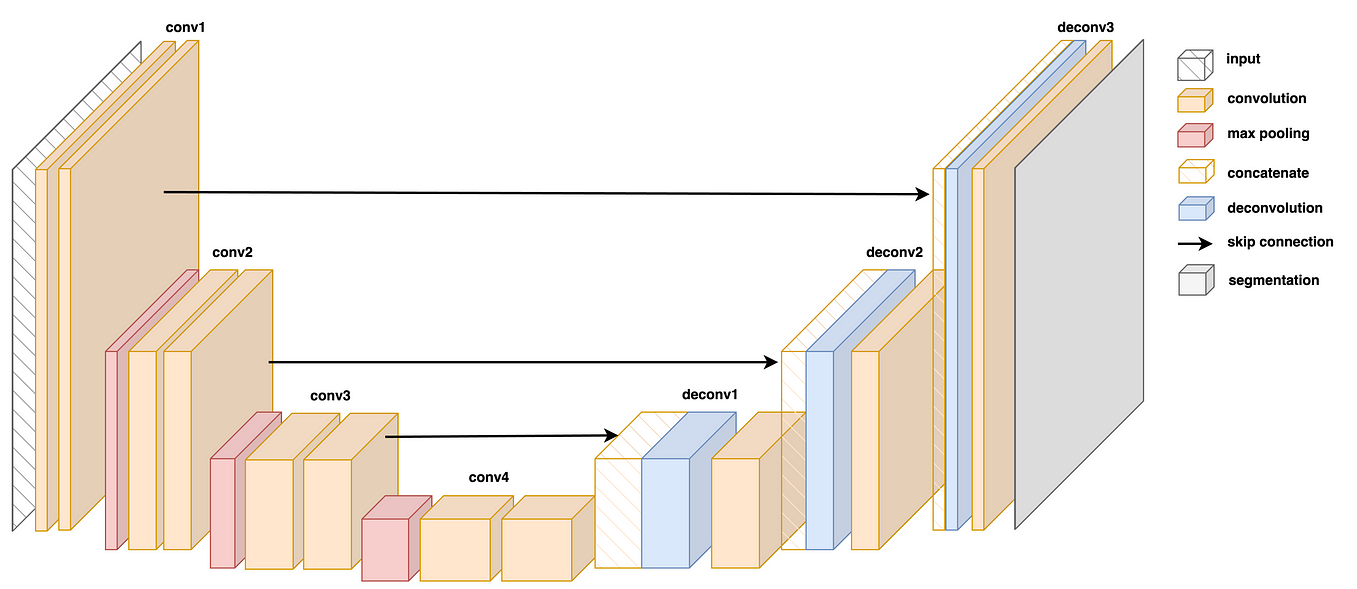 conv1
deconv3
conv2
deconv2
conv3
deconv1
conv4
input
convolution
max pooling
concatenate
deconvolution
skip connection
segmentation